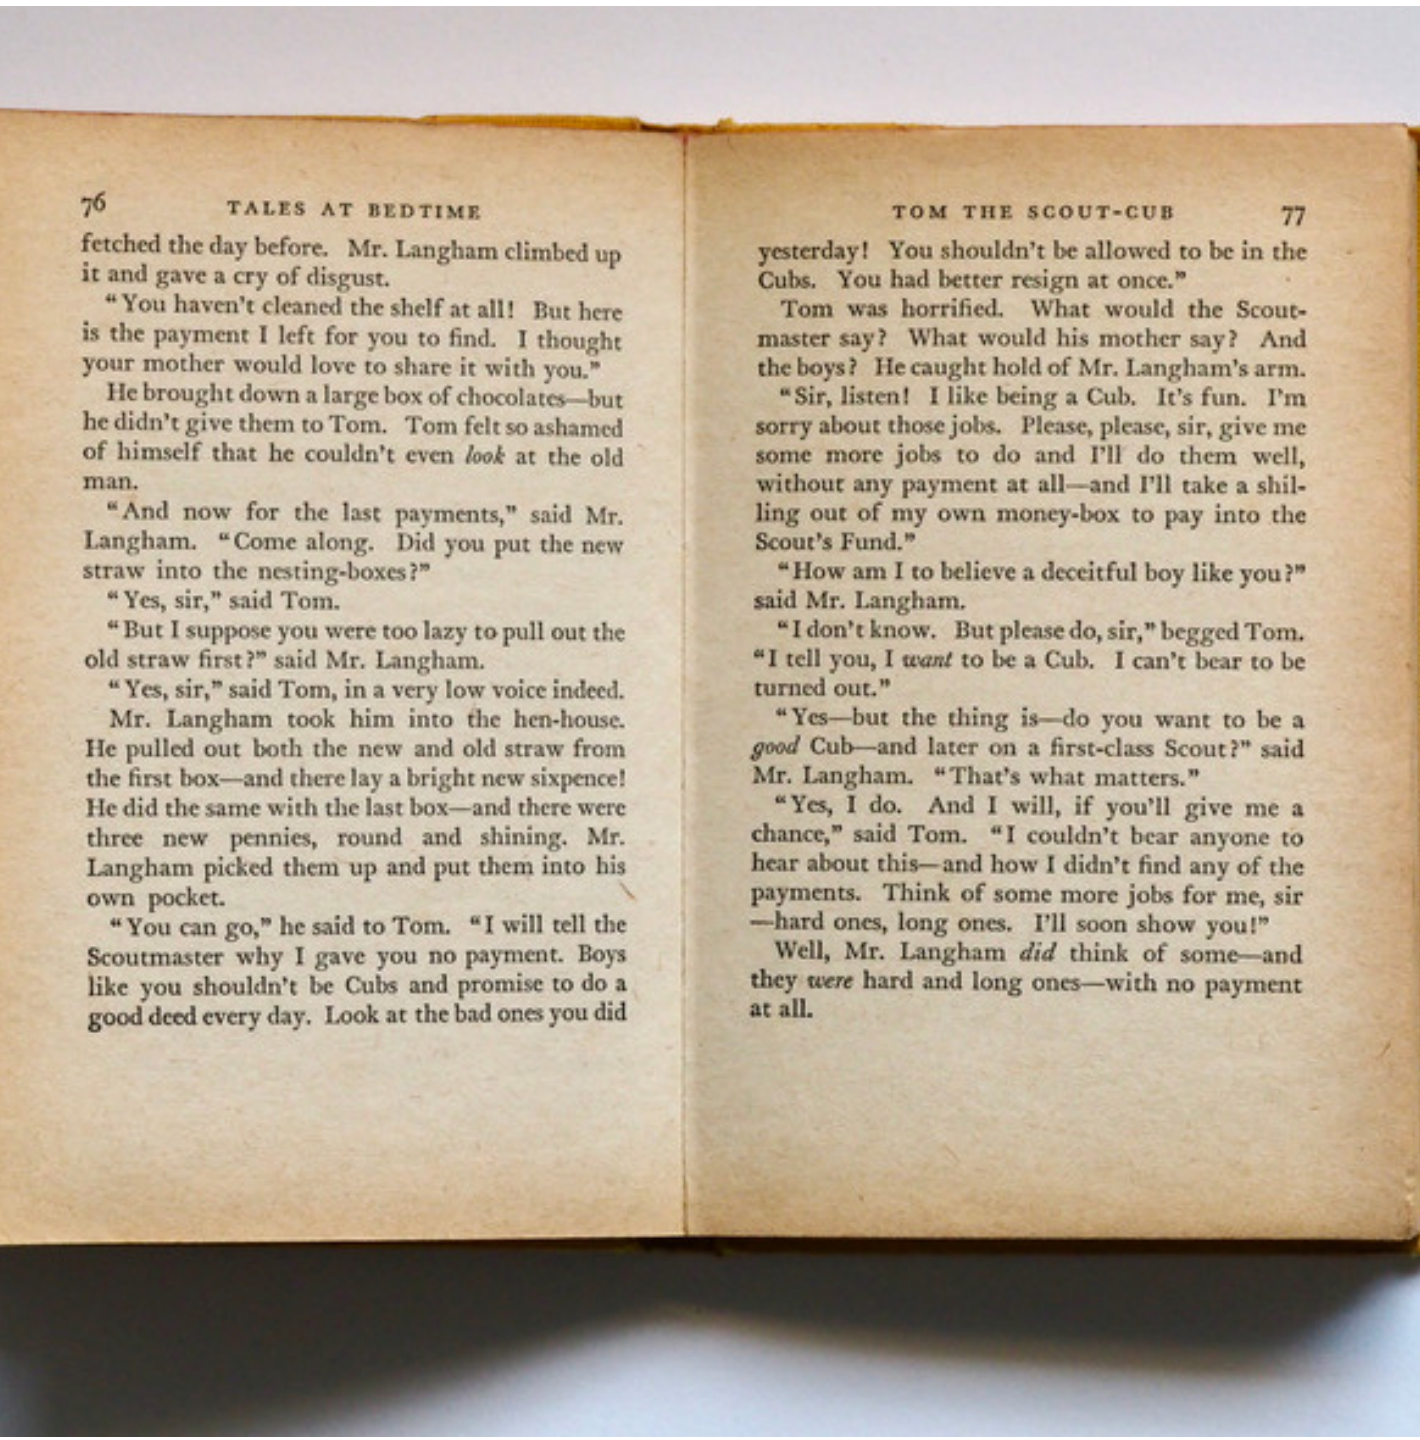 76 TALES AT BEDTIME
fetched the day before. Mr. Langham climbed up
it and gave a cry of disgust.
“You haven’t cleaned the shelf at all! But here
is the payment I left for you to find. I thought
your mother would love to share it with you.”
He brought down a large box of chocolates—but
he didn’t give them to Tom. Tom felt so ashamed
of himself that he couldn’t even look at the old
man.
“And now for the last payments,” said Mr.
Langham. “Come along. Did you put the new
straw into the nesting-boxes?”
“Yes, sir,” said Tom.
“But I suppose you were too lazy to pull out the
old straw first?” said Mr. Langham.
“Yes, sir,” said Tom, in a very low voice indeed.
Mr. Langham took him into the hen-house.
He pulled out both the new and old straw from
the first box—and there lay a bright new sixpence!
He did the same with the last box—and there were
three new pennies, round and shining. Mr.
Langham picked them up and put them into his
own pocket.
“You can go,” he said to Tom. “I will tell the
Scoutmaster why I gave you no payment. Boys
like you shouldn’t be Cubs and promise to do a
good deed every day. Look at the bad ones you did
TOM THE SCOUT-CUB 77
yesterday! You shouldn’t be allowed to be in the
Cubs. You had better resign at once.”
Tom was horrified. What would the Scout-
master say? What would his mother say? And
the boys? He caught hold of Mr. Langham’s arm.
“Sir, listen! I like being a Cub. It’s fun. I’m
sorry about those jobs. Please, please, sir, give me
some more jobs to do and I’ll do them well,
without any payment at all—and I’ll take a shil-
ling out of my own money-box to pay into the
Scout’s Fund.”
“How am I to believe a deceitful boy like you?”
said Mr. Langham.
“I don’t know. But please do, sir,” begged Tom.
“I tell you, I want to be a Cub. I can’t bear to be
turned out.”
“Yes—but the thing is—do you want to be a
good Cub—and later on a first-class Scout?” said
Mr. Langham. “That’s what matters.”
“Yes, I do. And I will, if you’ll give me a
chance,” said Tom. “I couldn’t bear anyone to
hear about this—and how I didn’t find any of the
payments. Think of some more jobs for me, sir
—hard ones, long ones. I’ll soon show you!”
Well, Mr. Langham did think of some—and
they were hard and long ones—with no payment
at all.